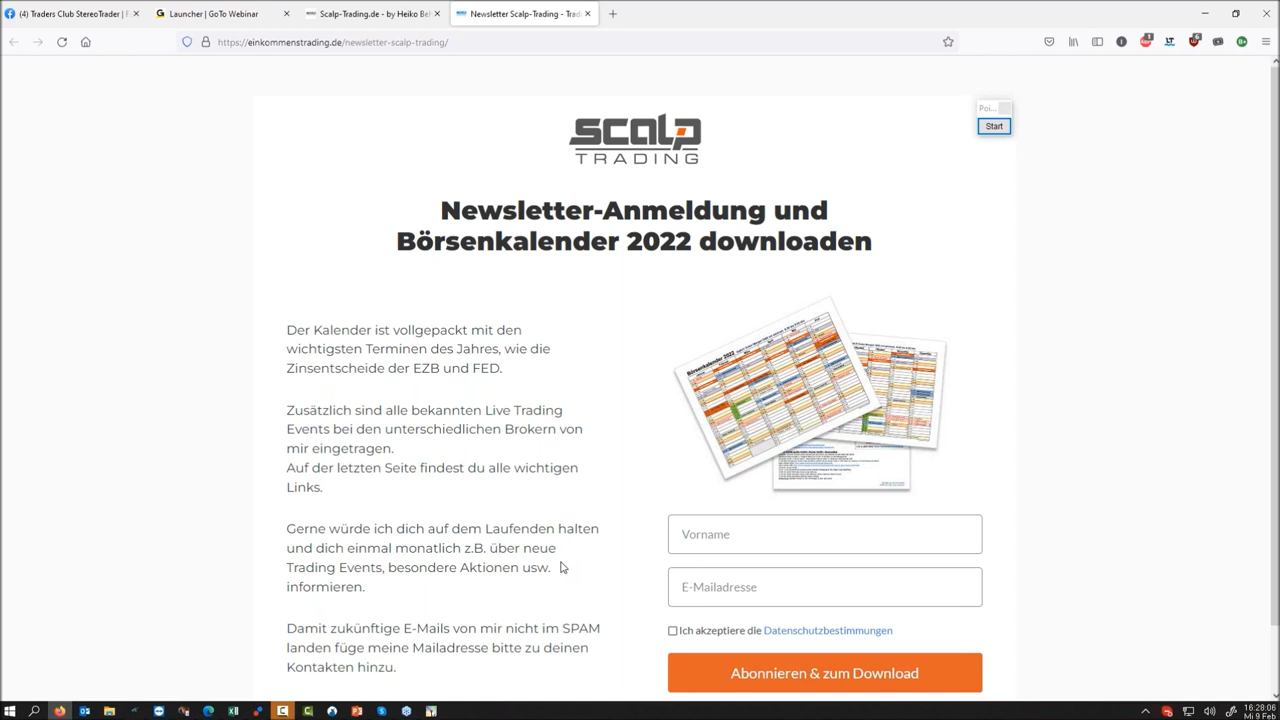 (4) Traders Club StereoTrader |
Launcher | GoTo Webinar
Scalp-Trading.de - by Heiko Be
Newsletter Scalp-Trading - Trad
https://einkommenstrading.de/newsletter-scalp-trading/
Poi...
Start
scalp
TRADING
Newsletter-Anmeldung und
Börsenkalender 2022 downloaden
Der Kalender ist vollgepackt mit den
wichtigsten Terminen des Jahres, wie die
Zinsentscheide der EZB und FED.
Zusätzlich sind alle bekannten Live Trading
Events bei den unterschiedlichen Brokern von
mir eingetragen.
Auf der letzten Seite findest du alle wichtigen
Links.
Gerne würde ich dich auf dem Laufenden halten
und dich einmal monatlich z.B. über neue
Trading Events, besondere Aktionen usw.
informieren.
Damit zukünftige E-Mails von mir nicht im SPAM
landen füge meine Mailadresse bitte zu deinen
Kontakten hinzu.
Börsenkalender 2022
Vorname
E-Mailadresse
Ich akzeptiere die Datenschutzbestimmungen
Abonnieren & zum Download
16:28:06
Mi 9 Feb